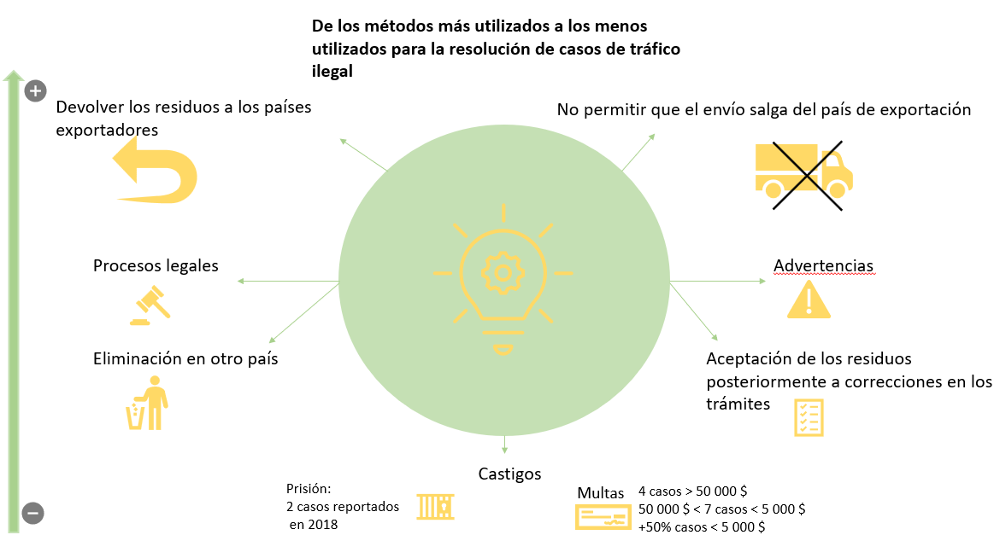 De los métodos más utilizados a los menos
utilizados para la resolución de casos de tráfico
ilegal
Devolver los residuos a los países
exportadores
No permitir que el envío salga del país de exportación
Procesos legales
Advertencias
Eliminación en otro país
Aceptación de los residuos
posteriormente a correcciones en los
trámites
Castigos
Prisión:
2 casos reportados
en 2018
Multas
4 casos > 50 000 $
50 000 $ < 7 casos < 5 000 $
+50% casos < 5 000 $